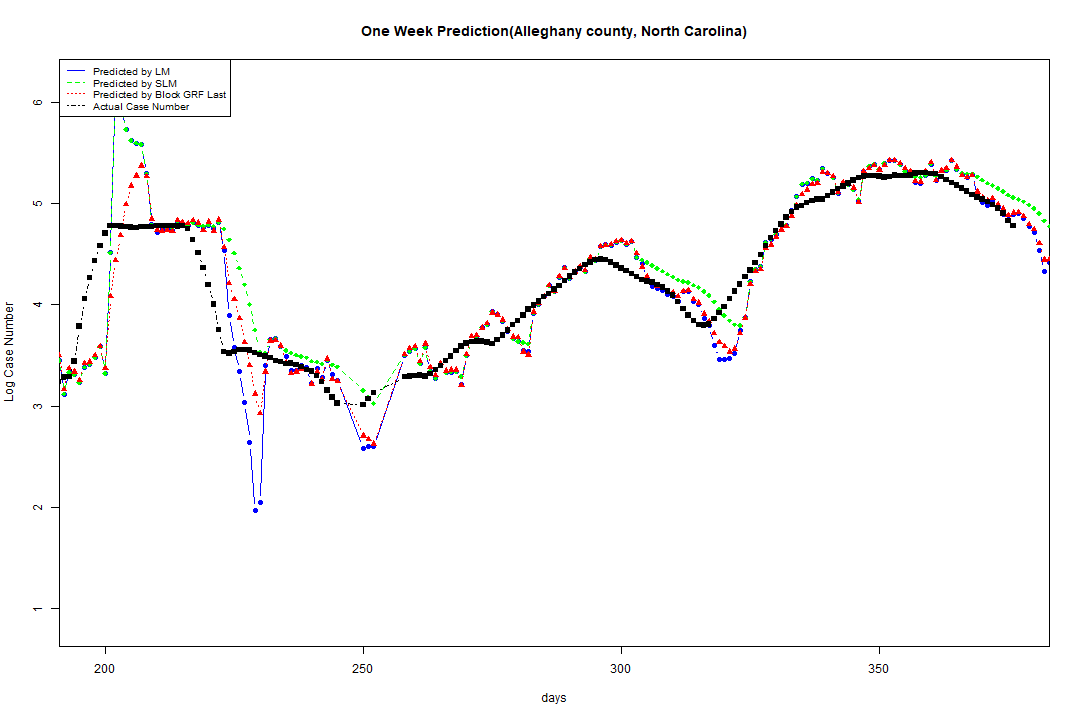 One Week Prediction(Alleghany county, North Carolina)
Predicted by LM
Predicted by SLM
Predicted by Block GRF Last
Actual Case Number
Log Case Number
6
5
4
3
2
1
200
250
300
350
days